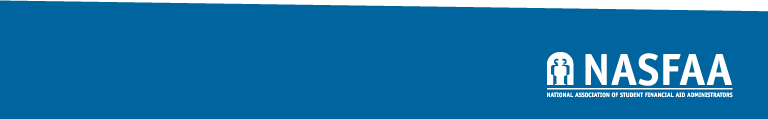 NASFAA
NATIONAL ASSOCIATION OF STUDENT FINANCIAL AID ADMINISTRATORS